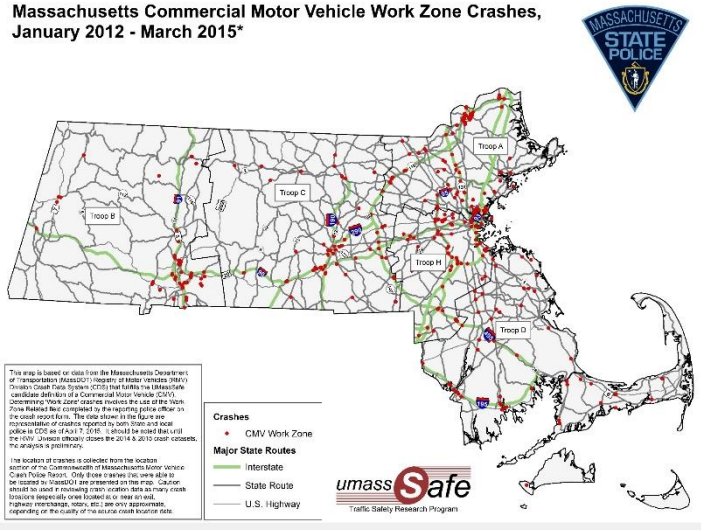 Massachusetts Commercial Motor Vehicle Work Zone Crashes,
January 2012 - March 2015*
MASSACHUSETTS
STATE
POLICE
Troop A
Troop C
Troop B
Troop H
Troop D
This map is based on data from the Massachusetts Department
of Transportation (MassDOT) Registry of Motor Vehicles (RMV)
Division Crash Data System (CDS) that fulfills the UMassSafe
candidate definition of a Commercial Motor Vehicle (CMV).
Determining 'Work Zone' crashes involves the use of the Work
Zone Related field completed by the reporting police officer on
the crash report form. The data shown in the figure are
representative of crashes reported by both State and local
police in CDS as of April 7, 2015. It should be noted that until
the RMV Division officially closes the 2014 & 2015 crash datasets,
the analysis is preliminary.
The location of crashes is collected from the location
section of the Commonwealth of Massachusetts Motor Vehicle
Crash Police Report. Only those crashes that were able to
be located by MassDOT are presented on this map. Caution
should be used in reviewing crash location data as many crash
locations (especially ones located at or near an exit,
highway interchange, rotary, etc.) are only approximate,
depending on the quality of the source crash location data.
Crashes
CMV Work Zone
Major State Routes
Interstate
State Route
U.S. Highway
umassSafe
Traffic Safety Research Program